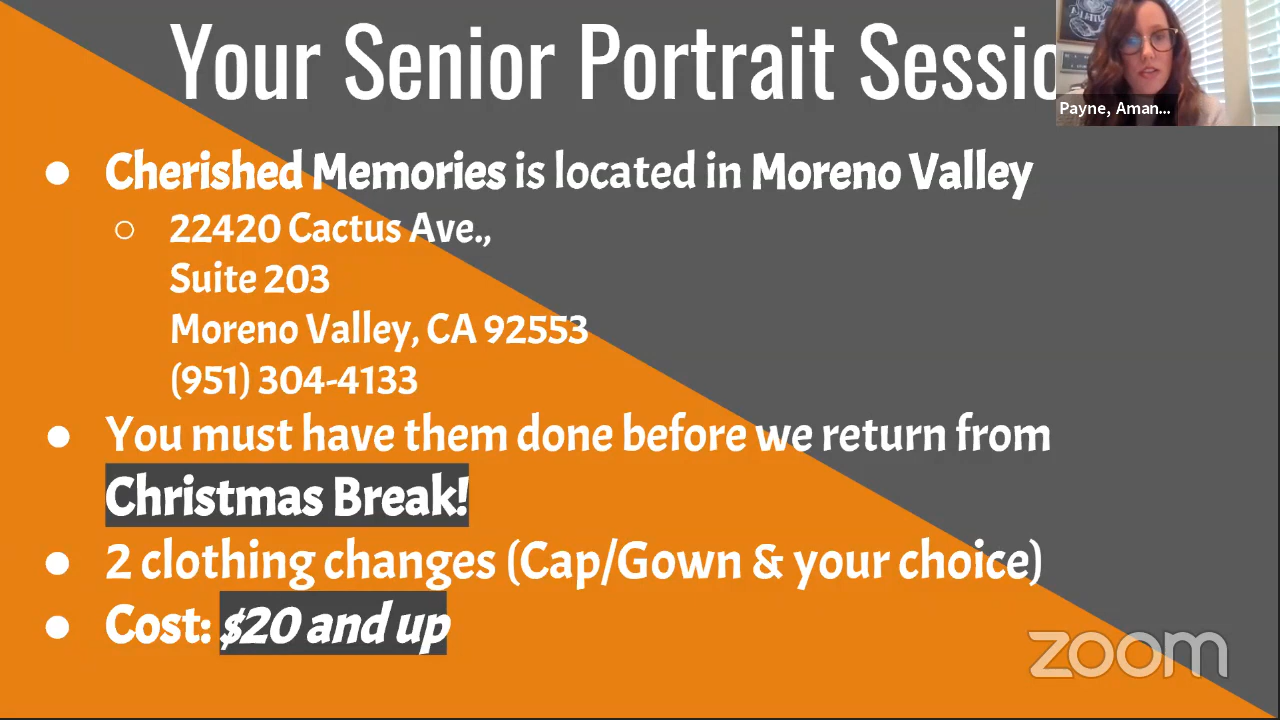 Your Senior Portrait Sessio
Payne, Aman...
● Cherished Memories is located in Moreno Valley
○ 22420 Cactus Ave.,
Suite 203
Moreno Valley, CA 92553
(951) 304-4133
● You must have them done before we return from
Christmas Break!
● 2 clothing changes (Cap/Gown & your choice)
● Cost: $20 and up
zoom